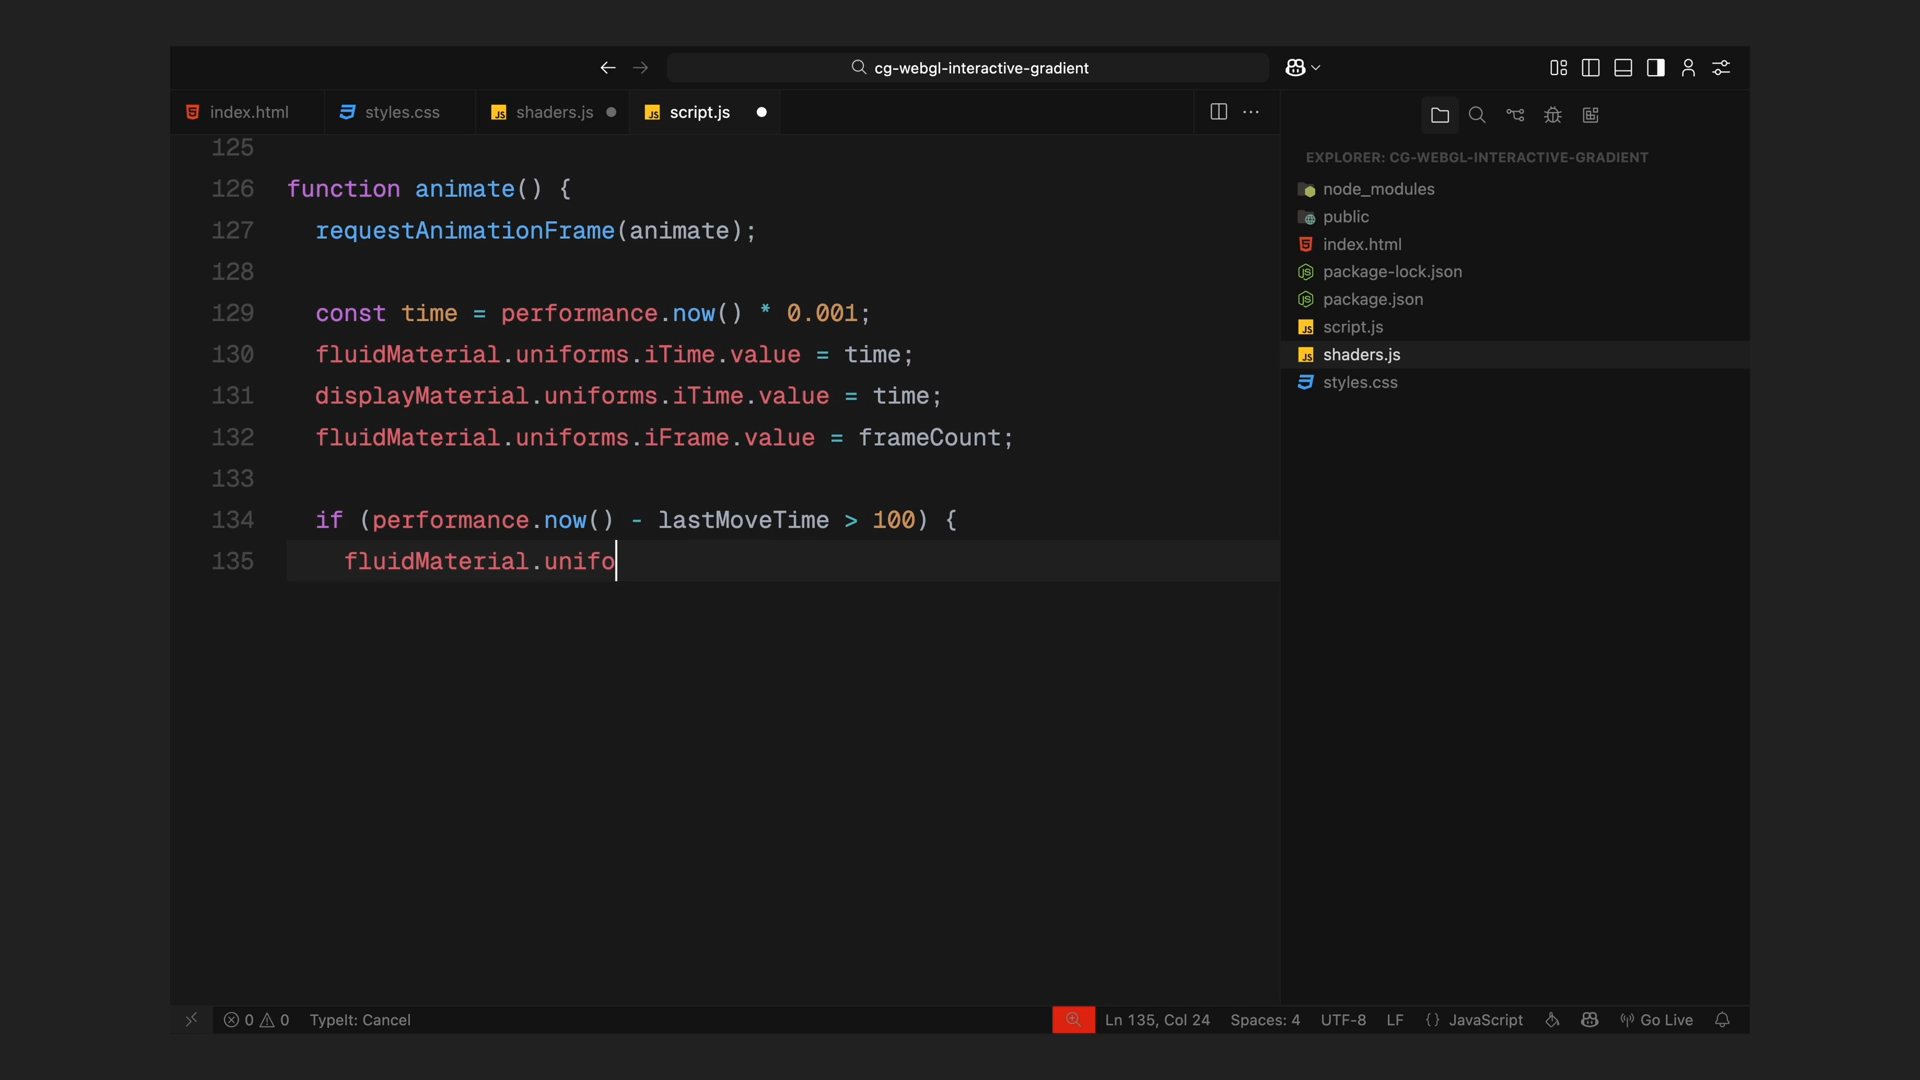 cg-webgl-interactive-gradient
index.html
styles.css
shaders.js
script.js
125
126 function animate() {
127 requestAnimationFrame(animate);
128
129 const time = performance.now() * 0.001;
130 fluidMaterial.uniforms.iTime.value = time;
131 displayMaterial.uniforms.iTime.value = time;
132 fluidMaterial.uniforms.iFrame.value = frameCount;
133
134 if (performance.now() - lastMoveTime > 100) {
135 fluidMaterial.unifo
EXPLORER: CG-WEBGL-INTERACTIVE-GRADIENT
node_modules
public
index.html
package-lock.json
package.json
script.js
shaders.js
styles.css
0 0 TypeIt: Cancel
Ln 135, Col 24 Spaces: 4 UTF-8 LF {} JavaScript Go Live